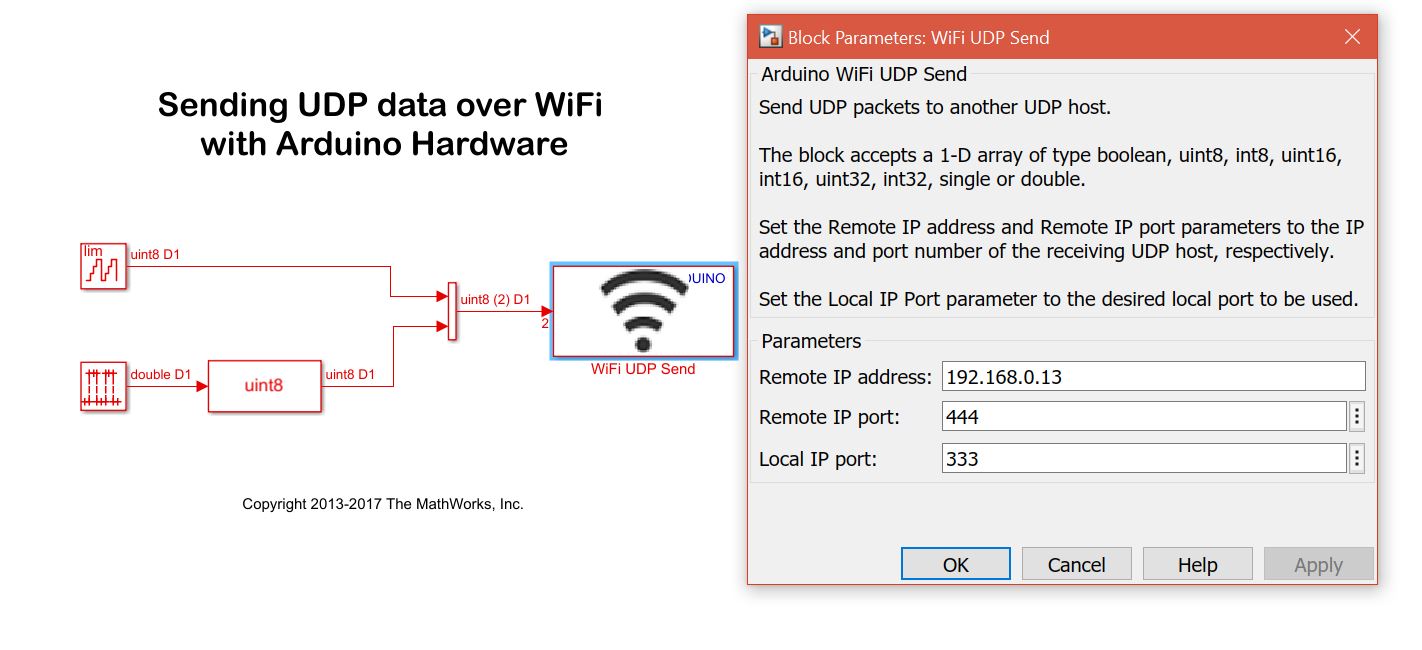 Sending UDP data over WiFi
with Arduino Hardware
lim
uint8 D1
double D1
uint8
uint8 D1
uint8 (2) D1
2
UINO
WiFi UDP Send
Copyright 2013-2017 The MathWorks, Inc.
Block Parameters: WiFi UDP Send
Arduino WiFi UDP Send
Send UDP packets to another UDP host.
The block accepts a 1-D array of type boolean, uint8, int8, uint16,
int16, uint32, int32, single or double.
Set the Remote IP address and Remote IP port parameters to the IP
address and port number of the receiving UDP host, respectively.
Set the Local IP Port parameter to the desired local port to be used.
Parameters
Remote IP address: 192.168.0.13
Remote IP port: 444
Local IP port: 333
OK Cancel Help Apply